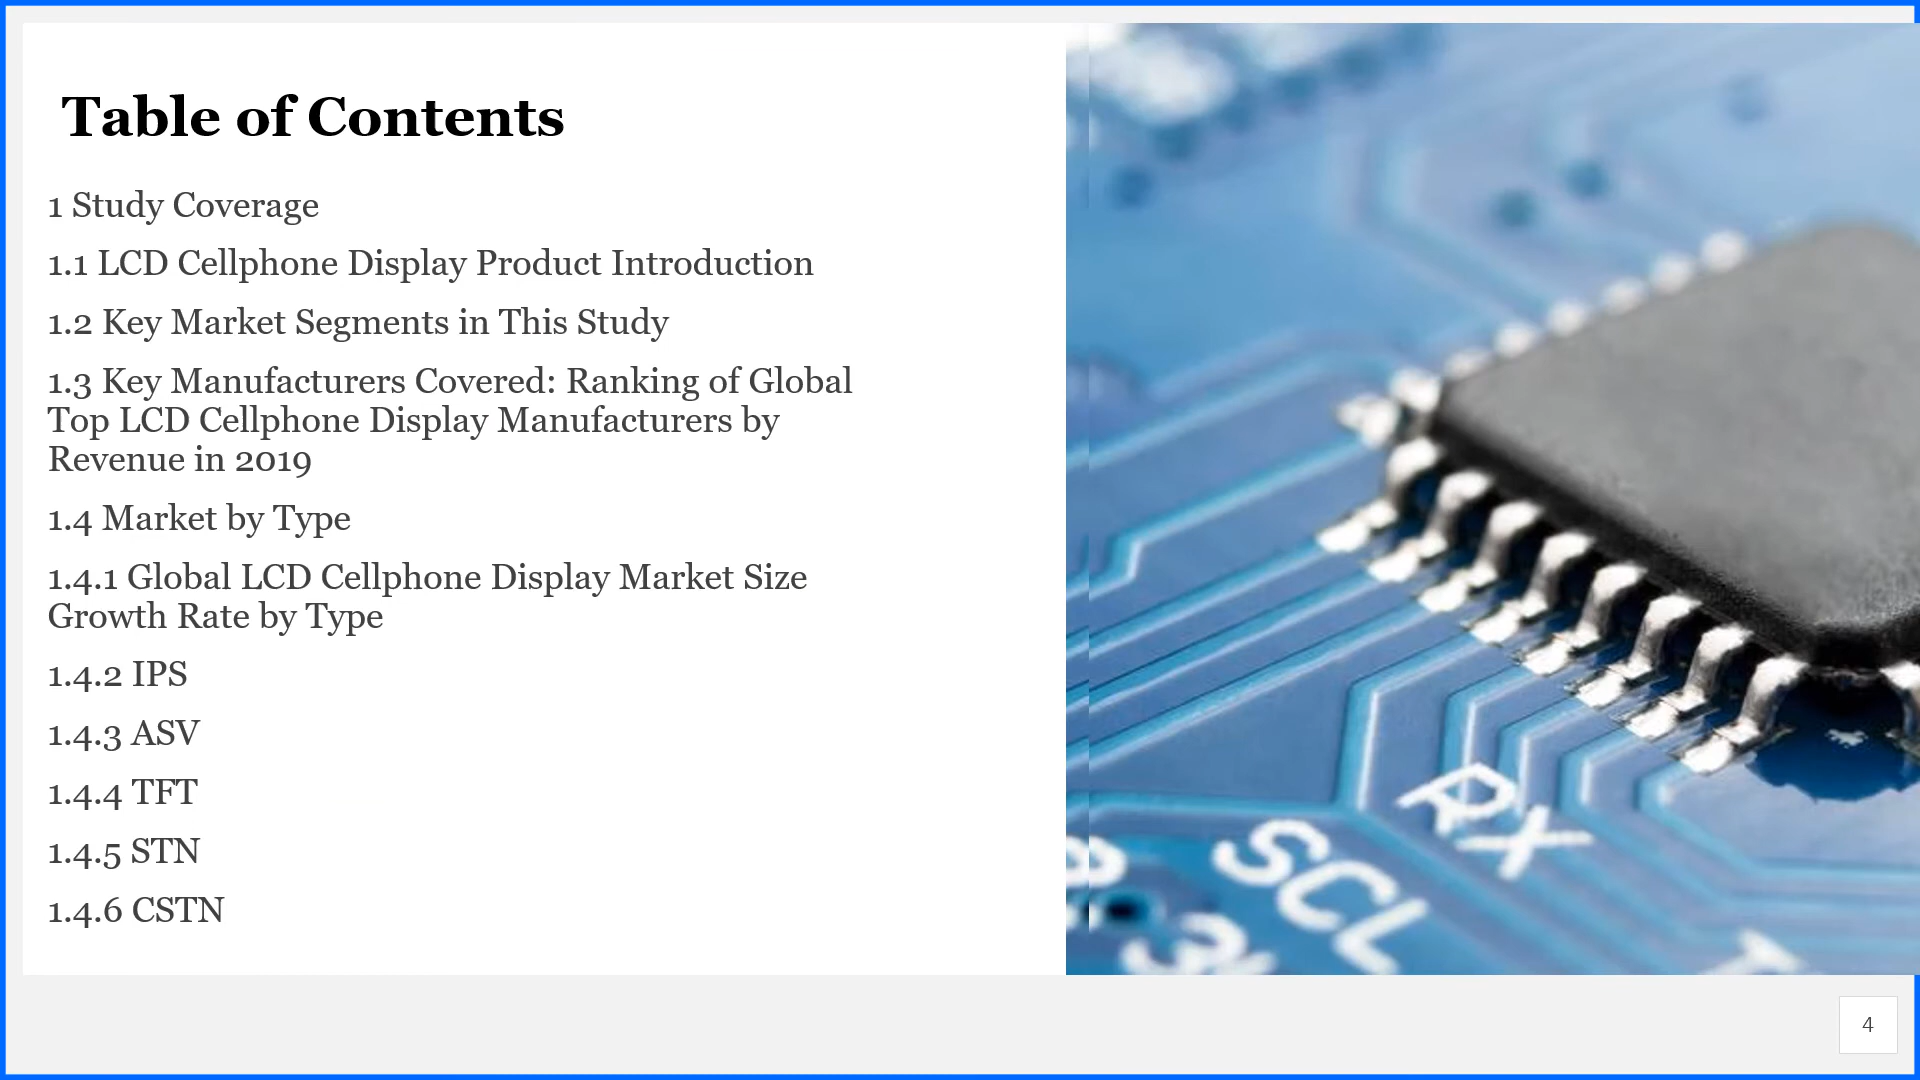 Table of Contents
1 Study Coverage
1.1 LCD Cellphone Display Product Introduction
1.2 Key Market Segments in This Study
1.3 Key Manufacturers Covered: Ranking of Global
Top LCD Cellphone Display Manufacturers by
Revenue in 2019
1.4 Market by Type
1.4.1 Global LCD Cellphone Display Market Size
Growth Rate by Type
1.4.2 IPS
1.4.3 ASV
1.4.4 TFT
1.4.5 STN
1.4.6 CSTN
RX
SCL
4